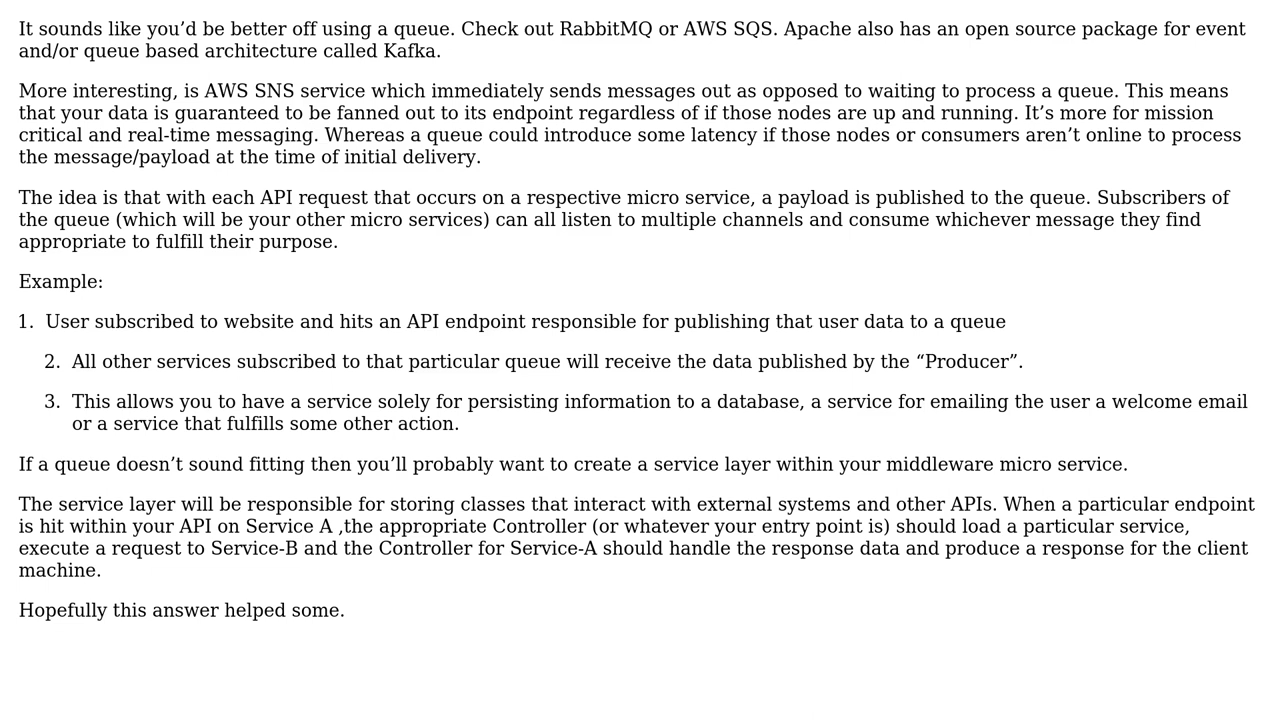 It sounds like you’d be better off using a queue. Check out RabbitMQ or AWS SQS. Apache also has an open source package for event
and/or queue based architecture called Kafka.
More interesting, is AWS SNS service which immediately sends messages out as opposed to waiting to process a queue. This means
that your data is guaranteed to be fanned out to its endpoint regardless of if those nodes are up and running. It’s more for mission
critical and real-time messaging. Whereas a queue could introduce some latency if those nodes or consumers aren’t online to process
the message/payload at the time of initial delivery.
The idea is that with each API request that occurs on a respective micro service, a payload is published to the queue. Subscribers of
the queue (which will be your other micro services) can all listen to multiple channels and consume whichever message they find
appropriate to fulfill their purpose.
Example:
1. User subscribed to website and hits an API endpoint responsible for publishing that user data to a queue
2. All other services subscribed to that particular queue will receive the data published by the “Producer”.
3. This allows you to have a service solely for persisting information to a database, a service for emailing the user a welcome email
or a service that fulfills some other action.
If a queue doesn’t sound fitting then you’ll probably want to create a service layer within your middleware micro service.
The service layer will be responsible for storing classes that interact with external systems and other APIs. When a particular endpoint
is hit within your API on Service A ,the appropriate Controller (or whatever your entry point is) should load a particular service,
execute a request to Service-B and the Controller for Service-A should handle the response data and produce a response for the client
machine.
Hopefully this answer helped some.